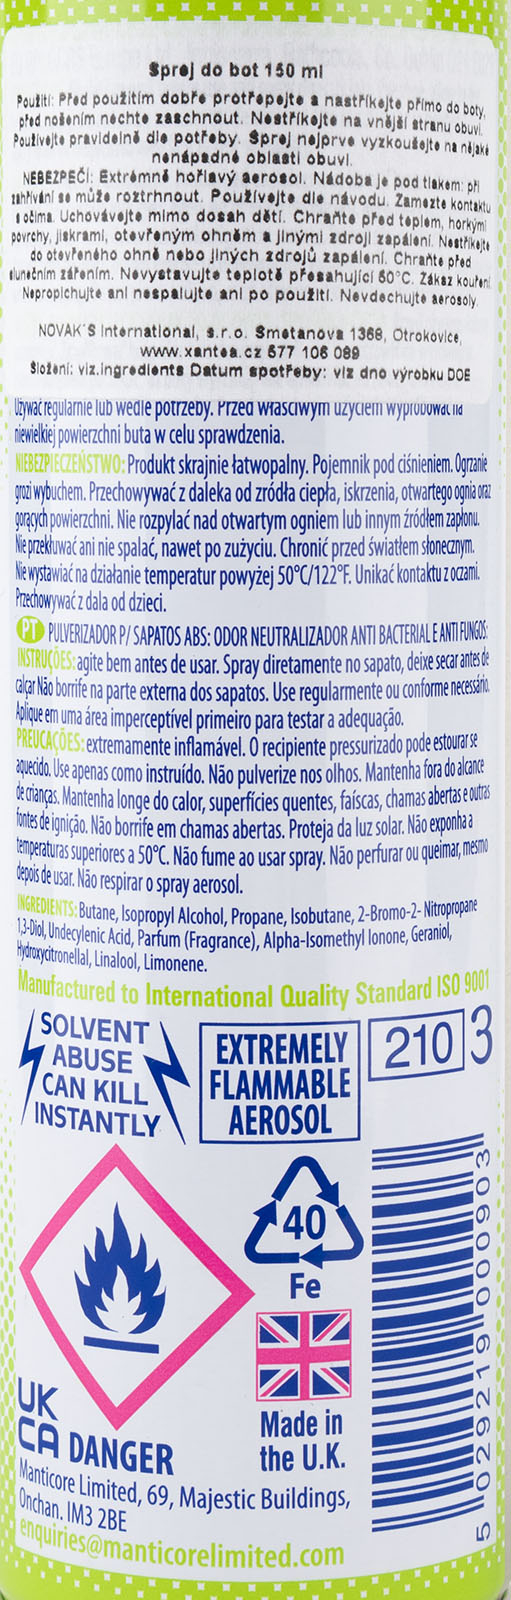 Sprej do bot 150 ml
Použití: Před použitím dobře protřepejte a nastříkejte přímo do boty,
před nošením nechte zaschnout. Nestříkejte na vnější stranu obuvi.
Používejte pravidelně dle potřeby. Sprej nejprve vyzkoušejte na nějaké
nenápadné oblasti obuvi.
NEBEZPEČÍ: Extrémně hořlavý aerosol. Nádoba je pod tlakem: při
zahřívání se může roztrhnout. Používejte dle návodu. Zamezte kontaktu
s očima. Uchovávejte mimo dosah dětí. Chraňte před teplem, horkými
povrchy, jiskrami, otevřeným ohněm a jinými zdroji zapálení. Nestříkejte
do otevřeného ohně nebo jiných zdrojů zapálení. Chraňte před
slunečním zářením. Nevystavujte teplotě přesahující 50°C. Zákaz kouření.
Nepropichujte ani nespalujte ani po použití. Nevdechujte aerosoly.
NOVAK´S International, s.r.o. Smetanova 1368, Otrokovice,
www.xantea.cz 577 106 089
Složení: viz.ingredients Datum spotřeby: viz dno výrobku DOE
Używać regularnie lub wedle potrzeby. Przed właściwym użyciem wypróbować na
niewielkiej powierzchni buta w celu sprawdzenia.
NIEBEZPIECZEŃSTWO: Produkt skrajnie łatwopalny. Pojemnik pod ciśnieniem. Ogrzanie
grozi wybuchem. Przechowywać z daleka od zródła ciepła, iskrzenia, otwartego ognia oraz
gorących powierzchni. Nie rozpylać nad otwartym ogniem lub innym źródłem zapłonu.
Nie przekłuwać ani nie spalać, nawet po zużyciu. Chronić przed światłem słonecznym.
Nie wystawiać na działanie temperatur powyżej 50°C/122°F. Unikać kontaktu z oczami.
Przechowywać z dala od dzieci.
PT PULVERIZADOR P/ SAPATOS ABS: ODOR NEUTRALIZADOR ANTI BACTERIAL E ANTI FUNGOS:
INSTRUÇÕES: agite bem antes de usar. Spray diretamente no sapato, deixe secar antes de
calçar Não borrife na parte externa dos sapatos. Use regularmente ou conforme necessário.
Aplique em uma área imperceptível primeiro para testar a adequação.
PREUCAÇÕES: extremamente inflamável. O recipiente pressurizado pode estourar se
aquecido. Use apenas como instruído. Não pulverize nos olhos. Mantenha fora do alcance
de crianças. Mantenha longe do calor, superfícies quentes, faíscas, chamas abertas e outras
fontes de ignição. Não borrife em chamas abertas. Proteja da luz solar. Não exponha a
temperaturas superiores a 50°C. Não fume ao usar spray. Não perfurar ou queimar, mesmo
depois de usar. Não respirar o spray aerosol.
INGREDIENTS: Butane, Isopropyl Alcohol, Propane, Isobutane, 2-Bromo-2- Nitropropane
1,3-Diol, Undecylenic Acid, Parfum (Fragrance), Alpha-Isomethyl Ionone, Geraniol,
Hydroxycitronellal, Linalool, Limonene.
Manufactured to International Quality Standard ISO 9001
SOLVENT
ABUSE
CAN KILL
INSTANTLY
EXTREMELY
FLAMMABLE
AEROSOL
210 3
40
Fe
UK
CA DANGER
Made in
the U.K.
Manticore Limited, 69, Majestic Buildings,
Onchan. IM3 2BE
enquiries@manticorelimited.com
5 029219 000903